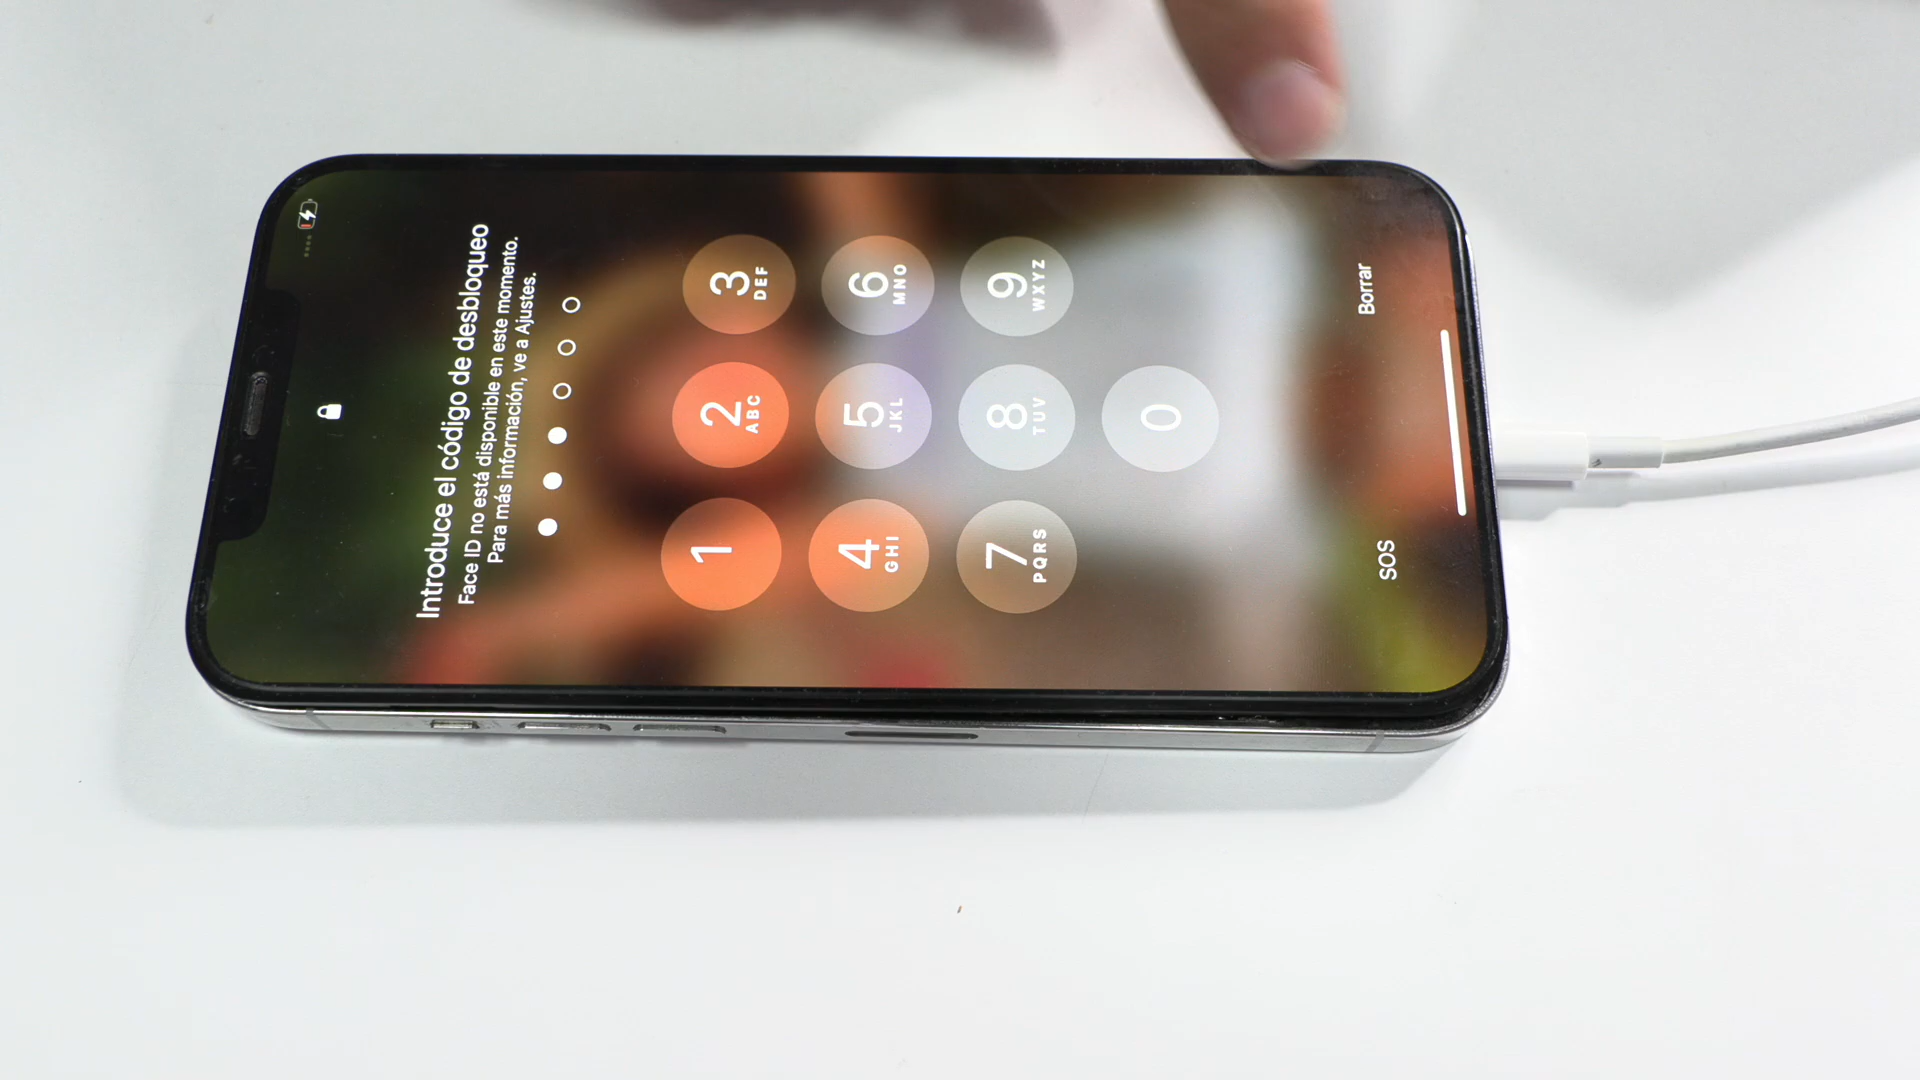 Introduce el código de desbloqueo
Face ID no está disponible en este momento.
Para más información, ve a Ajustes.
1
2
ABC
3
DEF
4
GHI
5
JKL
6
MNO
7
PQRS
8
TUV
9
WXYZ
0
SOS
Borrar